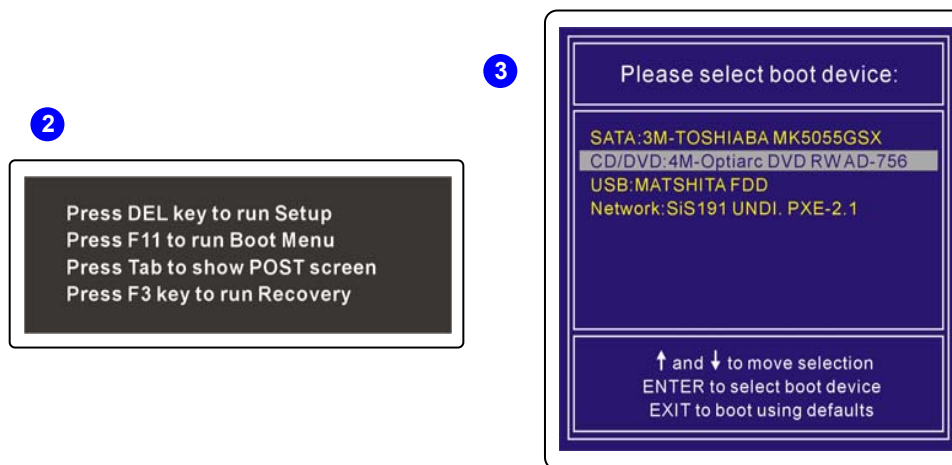 2
Press DEL key to run Setup
Press F11 to run Boot Menu
Press Tab to show POST screen
Press F3 key to run Recovery
3
Please select boot device:
SATA:3M-TOSHIABA MK5055GSX
CD/DVD:4M-Optiarc DVD RW AD-756
USB:MATSHITA FDD
Network:SiS191 UNDI. PXE-2.1
↑ and ↓ to move selection
ENTER to select boot device
EXIT to boot using defaults